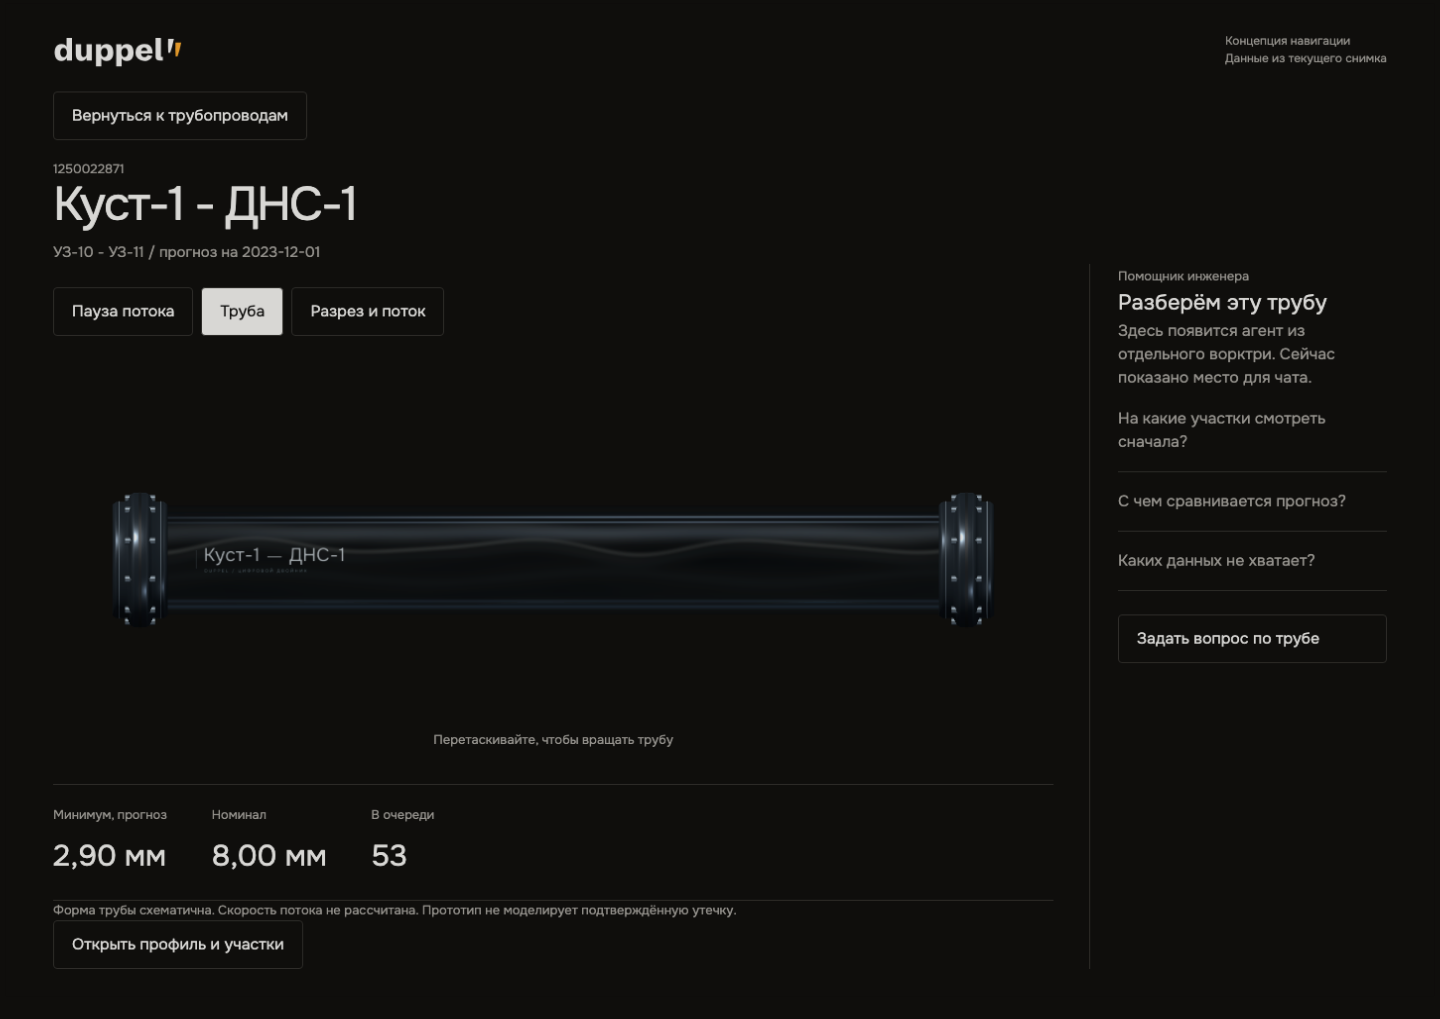 duppel
Концепция навигации
Данные из текущего снимка
Вернуться к трубопроводам
1250022871
Куст-1 - ДНС-1
УЗ-10 - УЗ-11 / прогноз на 2023-12-01
Пауза потока
Труба
Разрез и поток
Куст-1 — ДНС-1
Перетаскивайте, чтобы вращать трубу
Минимум, прогноз
Номинал
В очереди
2,90 мм
8,00 мм
53
Форма трубы схематична. Скорость потока не рассчитана. Прототип не моделирует подтверждённую утечку.
Открыть профиль и участки
Помощник инженера
Разберём эту трубу
Здесь появится агент из
отдельного ворктри. Сейчас
показано место для чата.
На какие участки смотреть
сначала?
С чем сравнивается прогноз?
Каких данных не хватает?
Задать вопрос по трубе